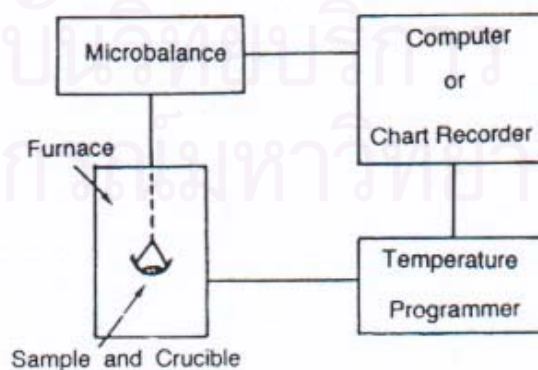 Microbalance
Computer
or
Chart Recorder
Furnace
Temperature
Programmer
Sample and Crucible